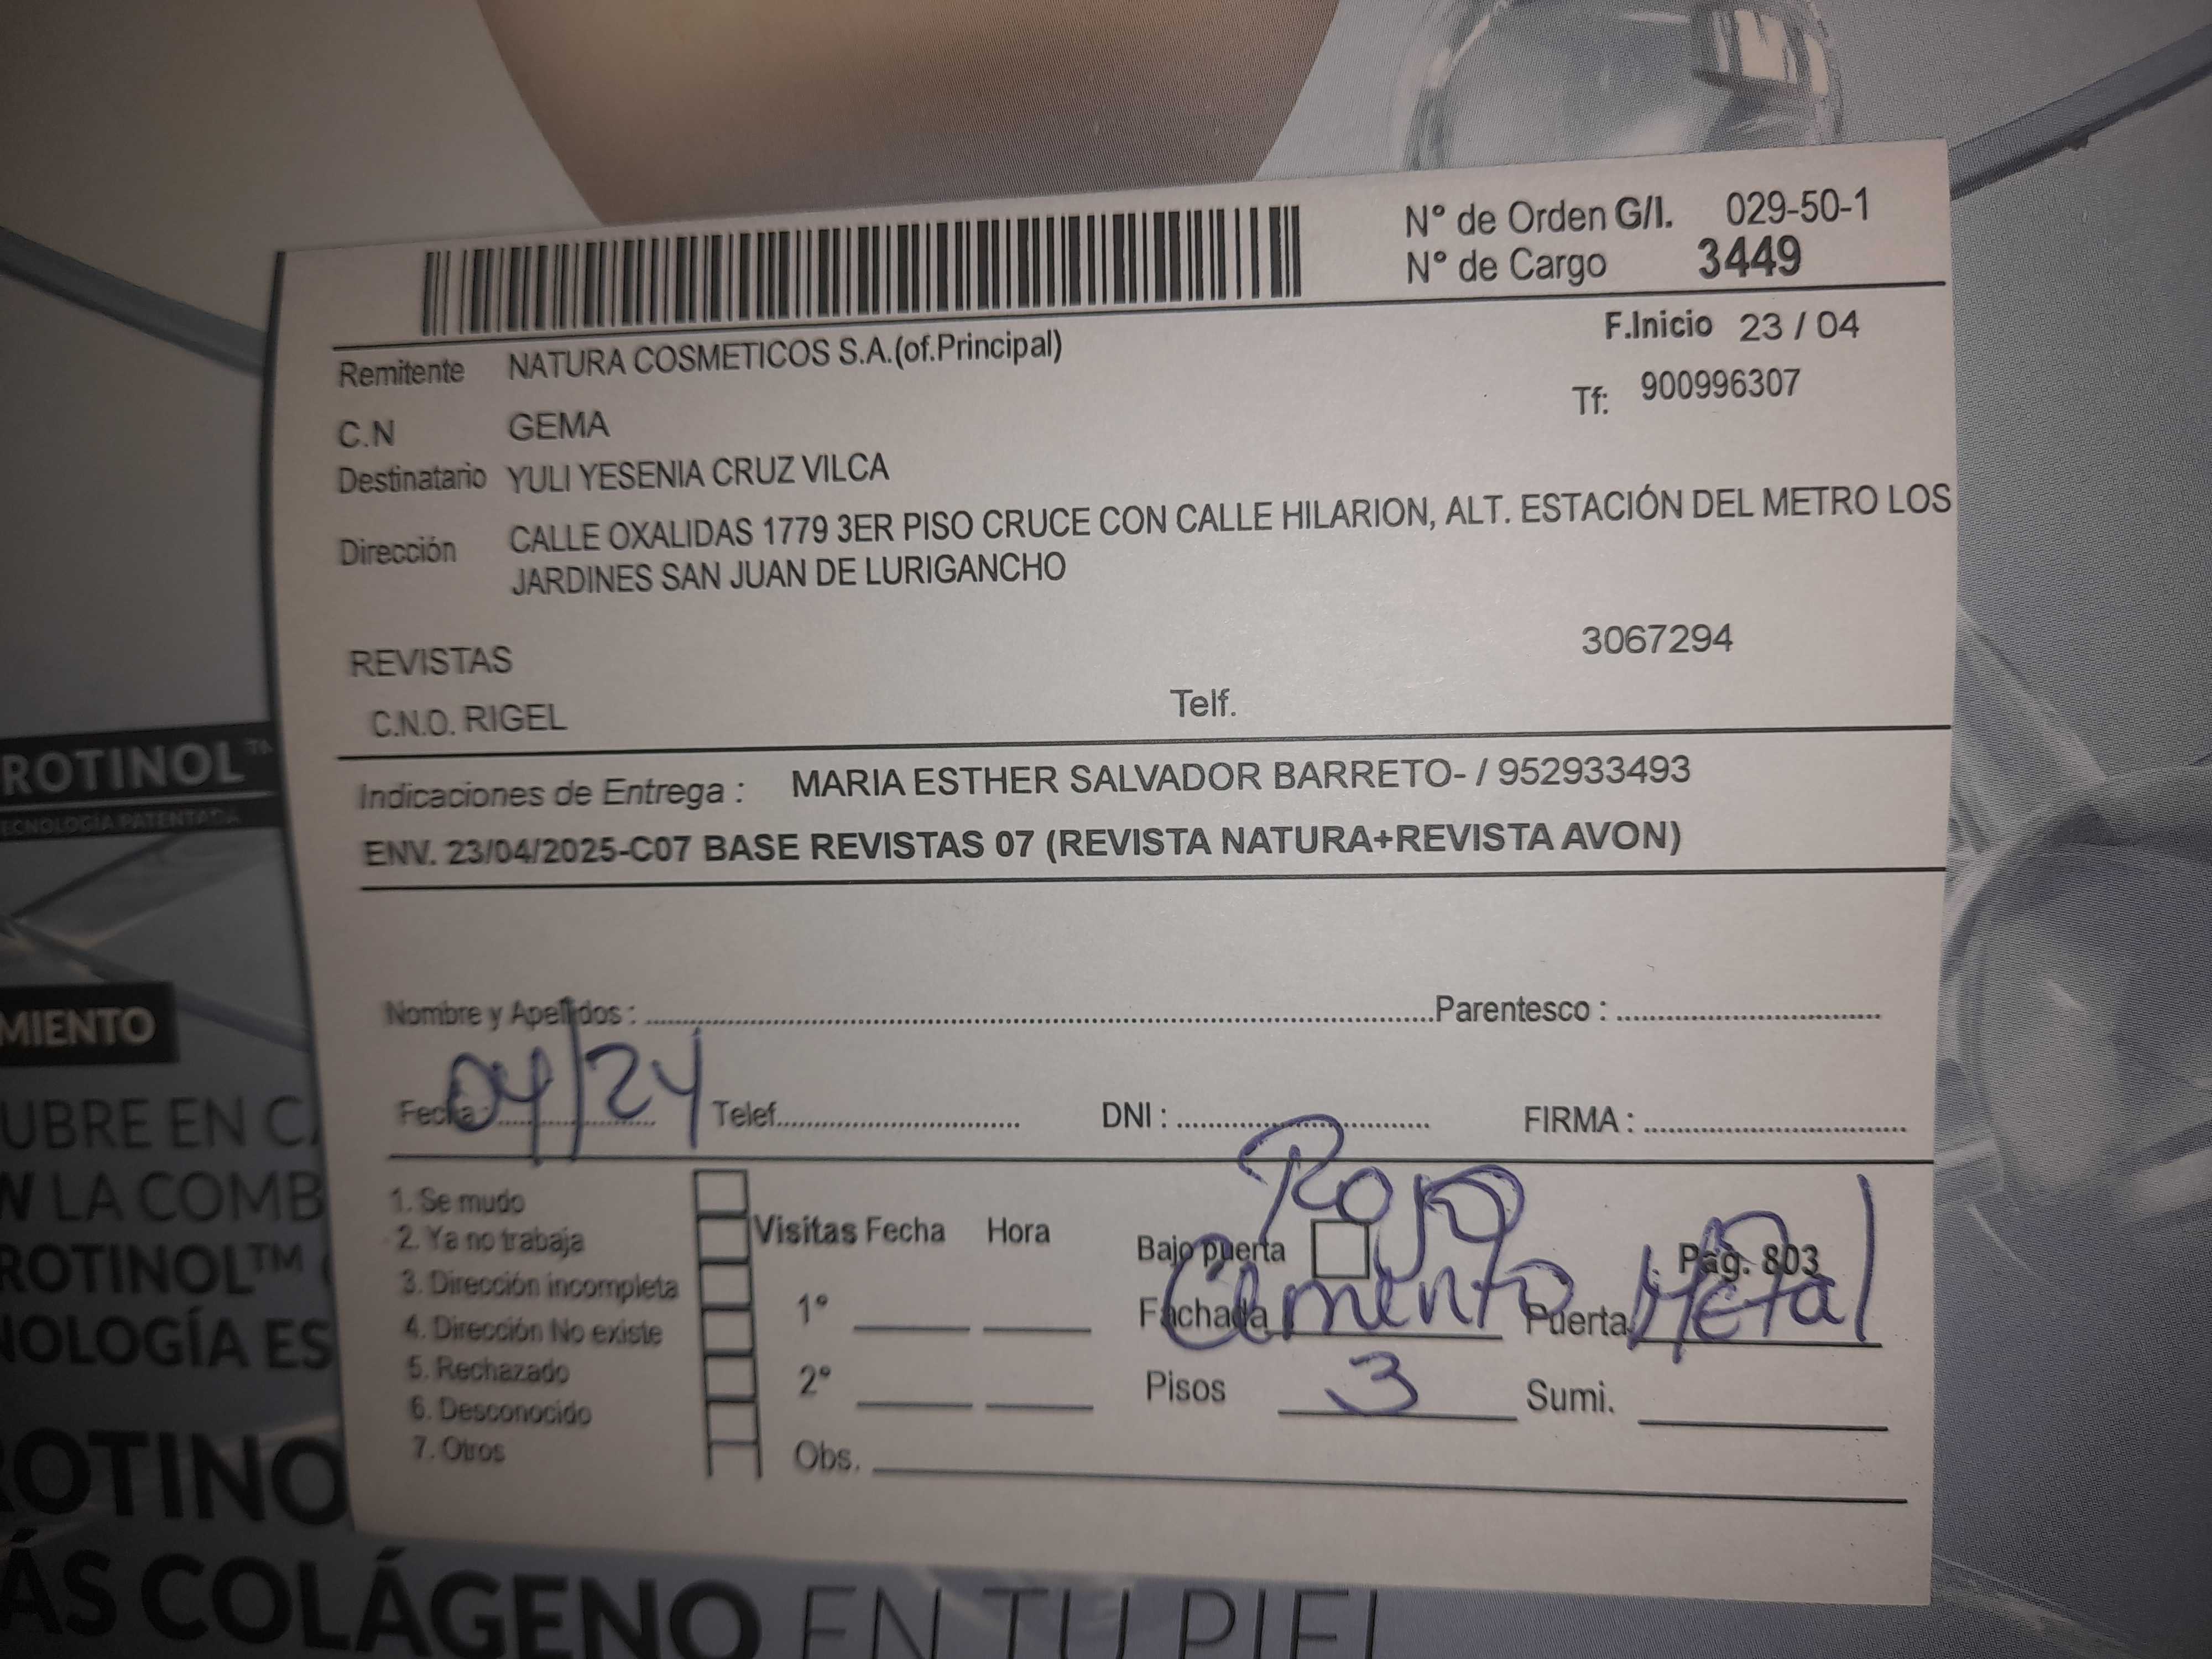 N° de Orden G/I. 029-50-1
N° de Cargo 3449
F.Inicio 23 / 04
Remitente NATURA COSMETICOS S.A.(of.Principal)
Tf: 900996307
C.N GEMA
Destinatario YULI YESENIA CRUZ VILCA
Dirección CALLE OXALIDAS 1779 3ER PISO CRUCE CON CALLE HILARION, ALT. ESTACIÓN DEL METRO LOS
JARDINES SAN JUAN DE LURIGANCHO
REVISTAS 3067294
C.N.O. RIGEL Telf.
Indicaciones de Entrega : MARIA ESTHER SALVADOR BARRETO- / 952933493
ENV. 23/04/2025-C07 BASE REVISTAS 07 (REVISTA NATURA+REVISTA AVON)
Nombre y Apellidos : Parentesco :
Fecha: 04/24 Telef. DNI : FIRMA :
1. Se mudo
2. Ya no trabaja
3. Dirección incompleta
4. Dirección No existe
5. Rechazado
6. Desconocido
7. Otros
Visitas Fecha Hora
1°
2°
Obs.
Rojo
Bajo puerta Pág. 803
Fachada Cemento Puerta Metal
Pisos 3 Sumi.
ROTINOL
ECNOLOGÍA PATENTADA
MIENTO
UBRE EN C
N LA COMB
ROTINOL™
NOLOGÍA ES
ROTINO
ÁS COLÁGENO EN TU PIEL